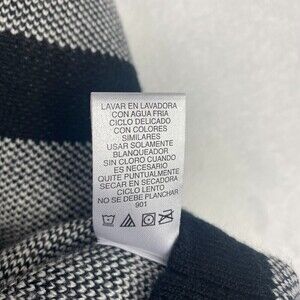 LAVAR EN LAVADORA
CON AGUA FRIA
CICLO DELICADO
CON COLORES
SIMILARES
USAR SOLAMENTE
BLANQUEADOR
SIN CLORO CUANDO
ES NECESARIO
QUITE PUNTUALMENTE
SECAR EN SECADORA
CICLO LENTO
NO SE DEBE PLANCHAR
901